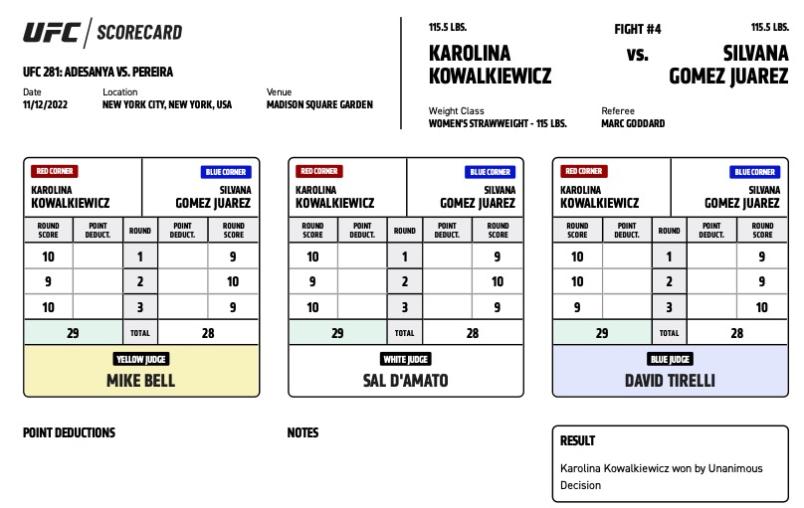 UFC / SCORECARD
UFC 281: ADESANYA VS. PEREIRA
Date Location Venue
11/12/2022 NEW YORK CITY, NEW YORK, USA MADISON SQUARE GARDEN
115.5 LBS. FIGHT #4 115.5 LBS.
KAROLINA VS. SILVANA
KOWALKIEWICZ GOMEZ JUAREZ
Weight Class Referee
WOMEN'S STRAWWEIGHT - 115 LBS. MARC GODDARD
RED CORNER BLUE CORNER
KAROLINA SILVANA
KOWALKIEWICZ GOMEZ JUAREZ
ROUND SCORE POINT DEDUCT. ROUND POINT DEDUCT. ROUND SCORE
10 1 9
9 2 10
10 3 9
29 TOTAL 28
YELLOW JUDGE
MIKE BELL
RED CORNER BLUE CORNER
KAROLINA SILVANA
KOWALKIEWICZ GOMEZ JUAREZ
ROUND SCORE POINT DEDUCT. ROUND POINT DEDUCT. ROUND SCORE
10 1 9
9 2 10
10 3 9
29 TOTAL 28
WHITE JUDGE
SAL D'AMATO
RED CORNER BLUE CORNER
KAROLINA SILVANA
KOWALKIEWICZ GOMEZ JUAREZ
ROUND SCORE POINT DEDUCT. ROUND POINT DEDUCT. ROUND SCORE
10 1 9
10 2 9
9 3 10
29 TOTAL 28
BLUE JUDGE
DAVID TIRELLI
POINT DEDUCTIONS
NOTES
RESULT
Karolina Kowalkiewicz won by Unanimous
Decision